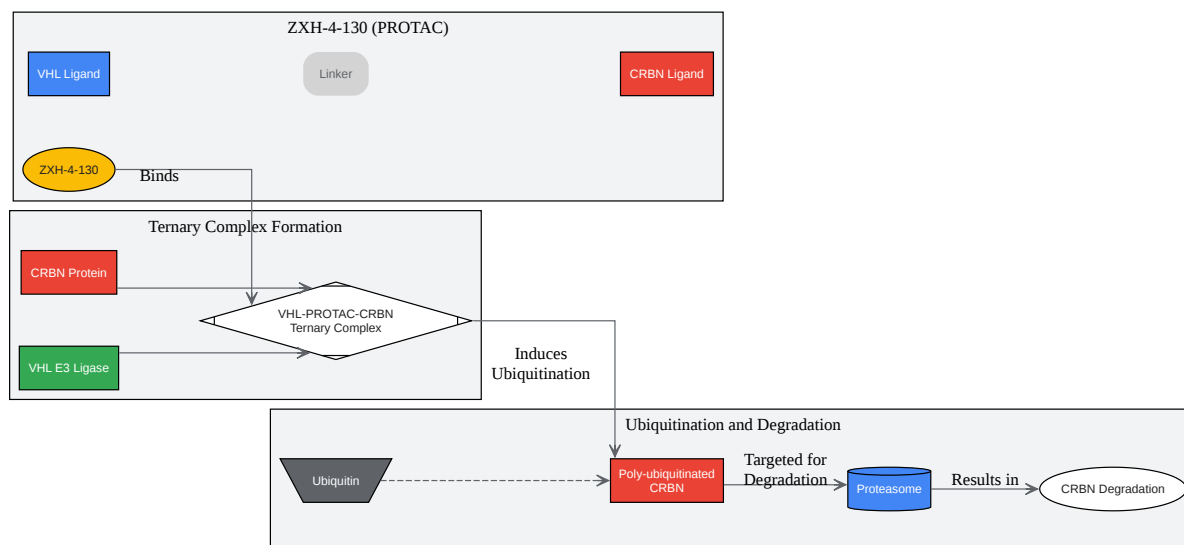 ZXH-4-130 (PROTAC)
VHL Ligand
Linker
CRBN Ligand
ZXH-4-130
Binds
Ternary Complex Formation
CRBN Protein
VHL-PROTAC-CRBN
Ternary Complex
VHL E3 Ligase
Induces
Ubiquitination
Ubiquitination and Degradation
Ubiquitin
Poly-ubiquitinated
CRBN
Targeted for
Degradation
Proteasome
Results in
CRBN Degradation